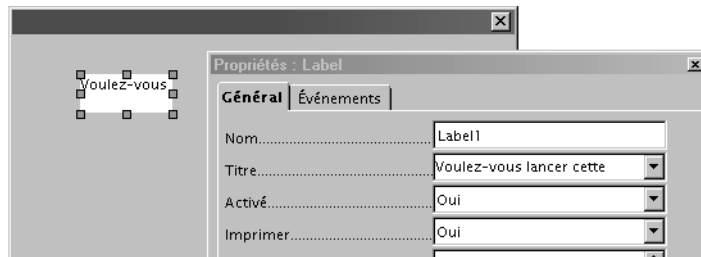 Voulez-vous
Propriétés : Label
Général Événements
Nom.......................................... Label1
Titre.......................................... Voulez-vous lancer cette
Activé.......................................... Oui
Imprimer.................................. Oui